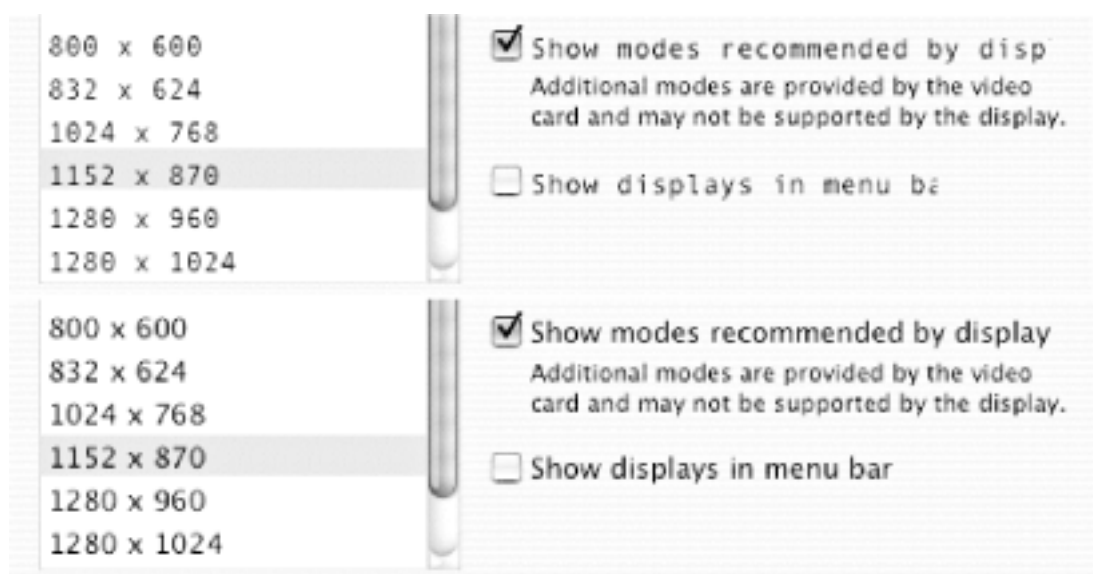 800 x 600
832 x 624
1024 x 768
1152 x 870
1280 x 960
1280 x 1024
Show modes recommended by disp
Additional modes are provided by the video
card and may not be supported by the display.
Show displays in menu ba
800 x 600
832 x 624
1024 x 768
1152 x 870
1280 x 960
1280 x 1024
Show modes recommended by display
Additional modes are provided by the video
card and may not be supported by the display.
Show displays in menu bar